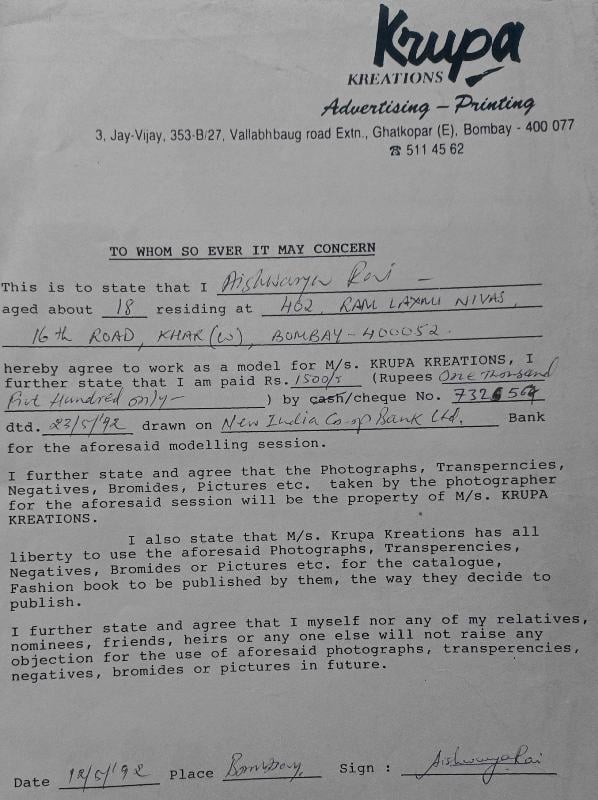 Krupa
KREATIONS
Advertising – Printing
3, Jay-Vijay, 353-B/27, Vallabhbaug road Extn., Ghatkopar (E), Bombay - 400 077
☎ 511 45 62
TO WHOM SO EVER IT MAY CONCERN
This is to state that I Aishwarya Rai –
aged about 18 residing at 402, RAM LAXMI NIVAS,
16th ROAD, KHAR (W), BOMBAY-400052.
hereby agree to work as a model for M/s. KRUPA KREATIONS, I
further state that I am paid Rs. 1500/- (Rupees One Thousand
Five Hundred only- ) by cash/cheque No.
dtd. 23/5/'92 drawn on New India Co-op Bank Ltd. Bank
for the aforesaid modelling session.
I further state and agree that the Photographs, Transperncies,
Negatives, Bromides, Pictures etc. taken by the photographer
for the aforesaid session will be the property of M/s. KRUPA
KREATIONS.
I also state that M/s. Krupa Kreations has all
liberty to use the aforesaid Photographs, Transperencies,
Negatives, Bromides or Pictures etc. for the catalogue,
Fashion book to be published by them, the way they decide to
publish.
I further state and agree that I myself nor any of my relatives,
nominees, friends, heirs or any one else will not raise any
objection for the use of aforesaid photographs, transperencies,
negatives, bromides or pictures in future.
Date Place Bombay, Sign : Aishwarya Rai